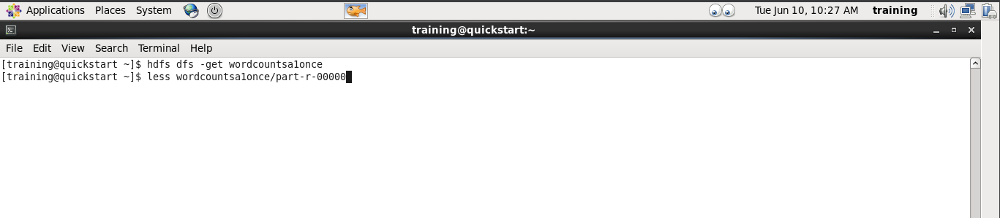 Applications Places System Tue Jun 10, 10:27 AM training
training@quickstart:~
File Edit View Search Terminal Help
[training@quickstart ~]$ hdfs dfs -get wordcountsa1once
[training@quickstart ~]$ less wordcountsa1once/part-r-00000